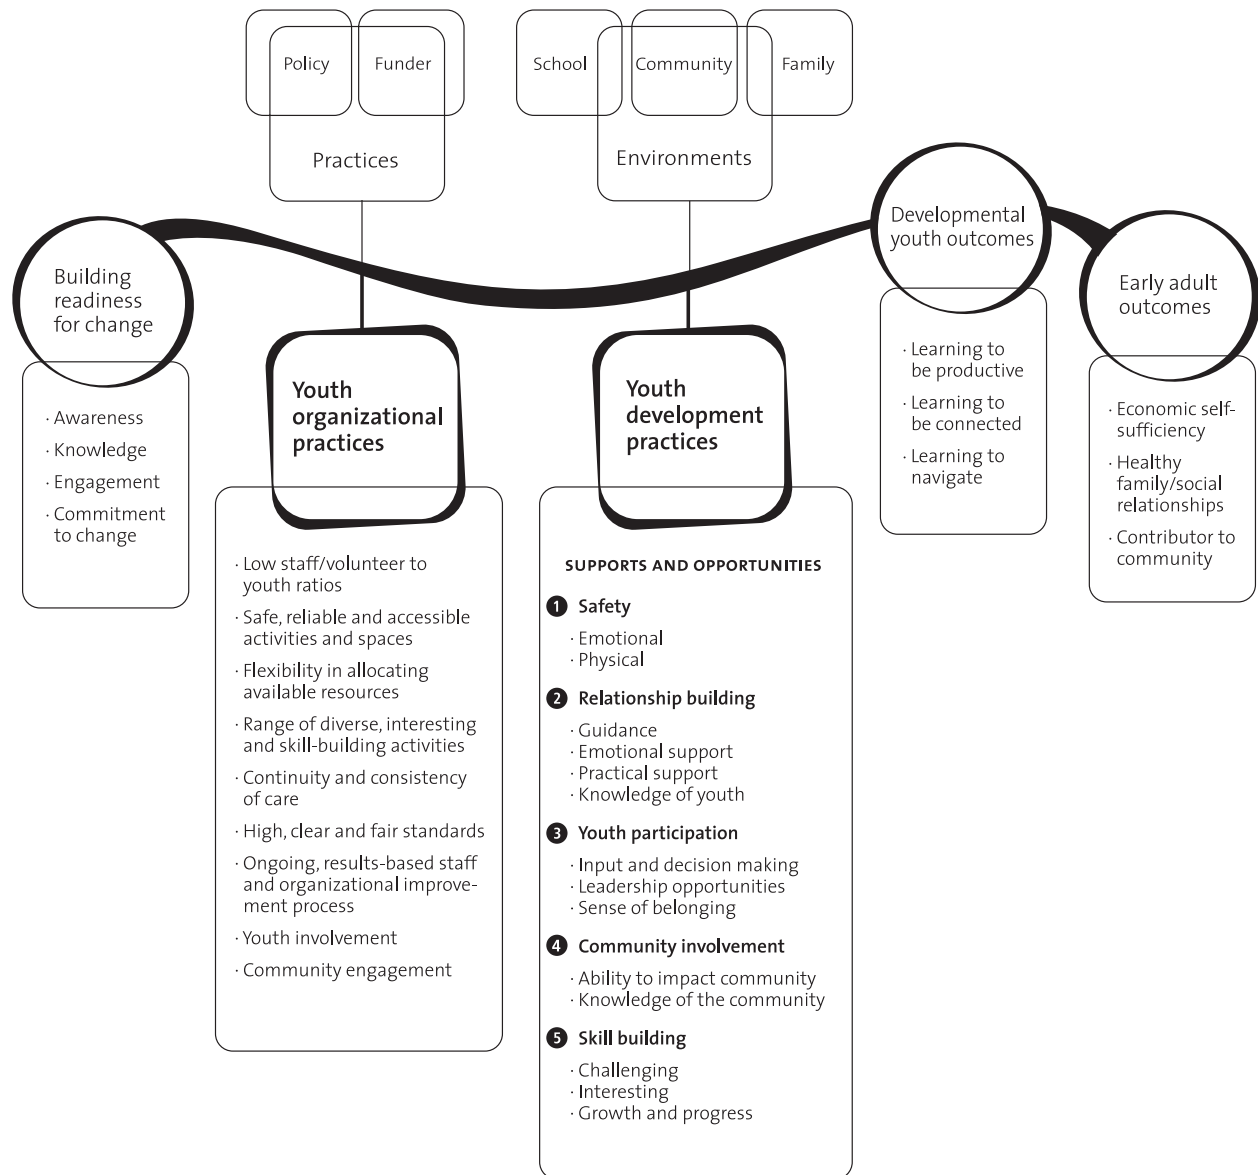 Policy
Funder
Practices
School
Community
Family
Environments
Building
readiness
for change
· Awareness
· Knowledge
· Engagement
· Commitment
to change
Youth
organizational
practices
· Low staff/volunteer to
youth ratios
· Safe, reliable and accessible
activities and spaces
· Flexibility in allocating
available resources
· Range of diverse, interesting
and skill-building activities
· Continuity and consistency
of care
· High, clear and fair standards
· Ongoing, results-based staff
and organizational improve-
ment process
· Youth involvement
· Community engagement
Youth
development
practices
SUPPORTS AND OPPORTUNITIES
1 Safety
· Emotional
· Physical
2 Relationship building
· Guidance
· Emotional support
· Practical support
· Knowledge of youth
3 Youth participation
· Input and decision making
· Leadership opportunities
· Sense of belonging
4 Community involvement
· Ability to impact community
· Knowledge of the community
5 Skill building
· Challenging
· Interesting
· Growth and progress
Developmental
youth outcomes
· Learning to
be productive
· Learning to
be connected
· Learning to
navigate
Early adult
outcomes
· Economic self-
sufficiency
· Healthy
family/social
relationships
· Contributor to
community